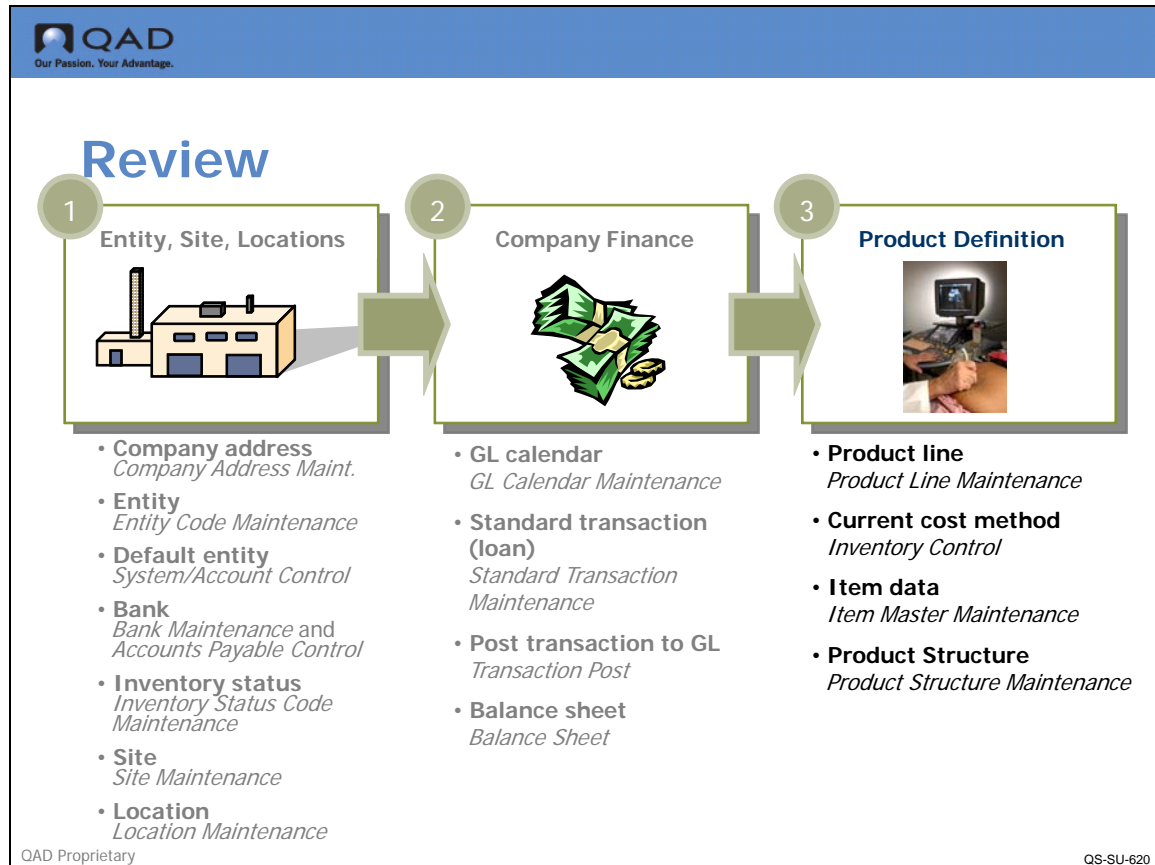 QAD
Our Passion. Your Advantage.
Review
1
Entity, Site, Locations
• Company address
Company Address Maint.
• Entity
Entity Code Maintenance
• Default entity
System/Account Control
• Bank
Bank Maintenance and
Accounts Payable Control
• Inventory status
Inventory Status Code
Maintenance
• Site
Site Maintenance
• Location
Location Maintenance
2
Company Finance
• GL calendar
GL Calendar Maintenance
• Standard transaction
(loan)
Standard Transaction
Maintenance
• Post transaction to GL
Transaction Post
• Balance sheet
Balance Sheet
3
Product Definition
• Product line
Product Line Maintenance
• Current cost method
Inventory Control
• Item data
Item Master Maintenance
• Product Structure
Product Structure Maintenance
QAD Proprietary
QS-SU-620